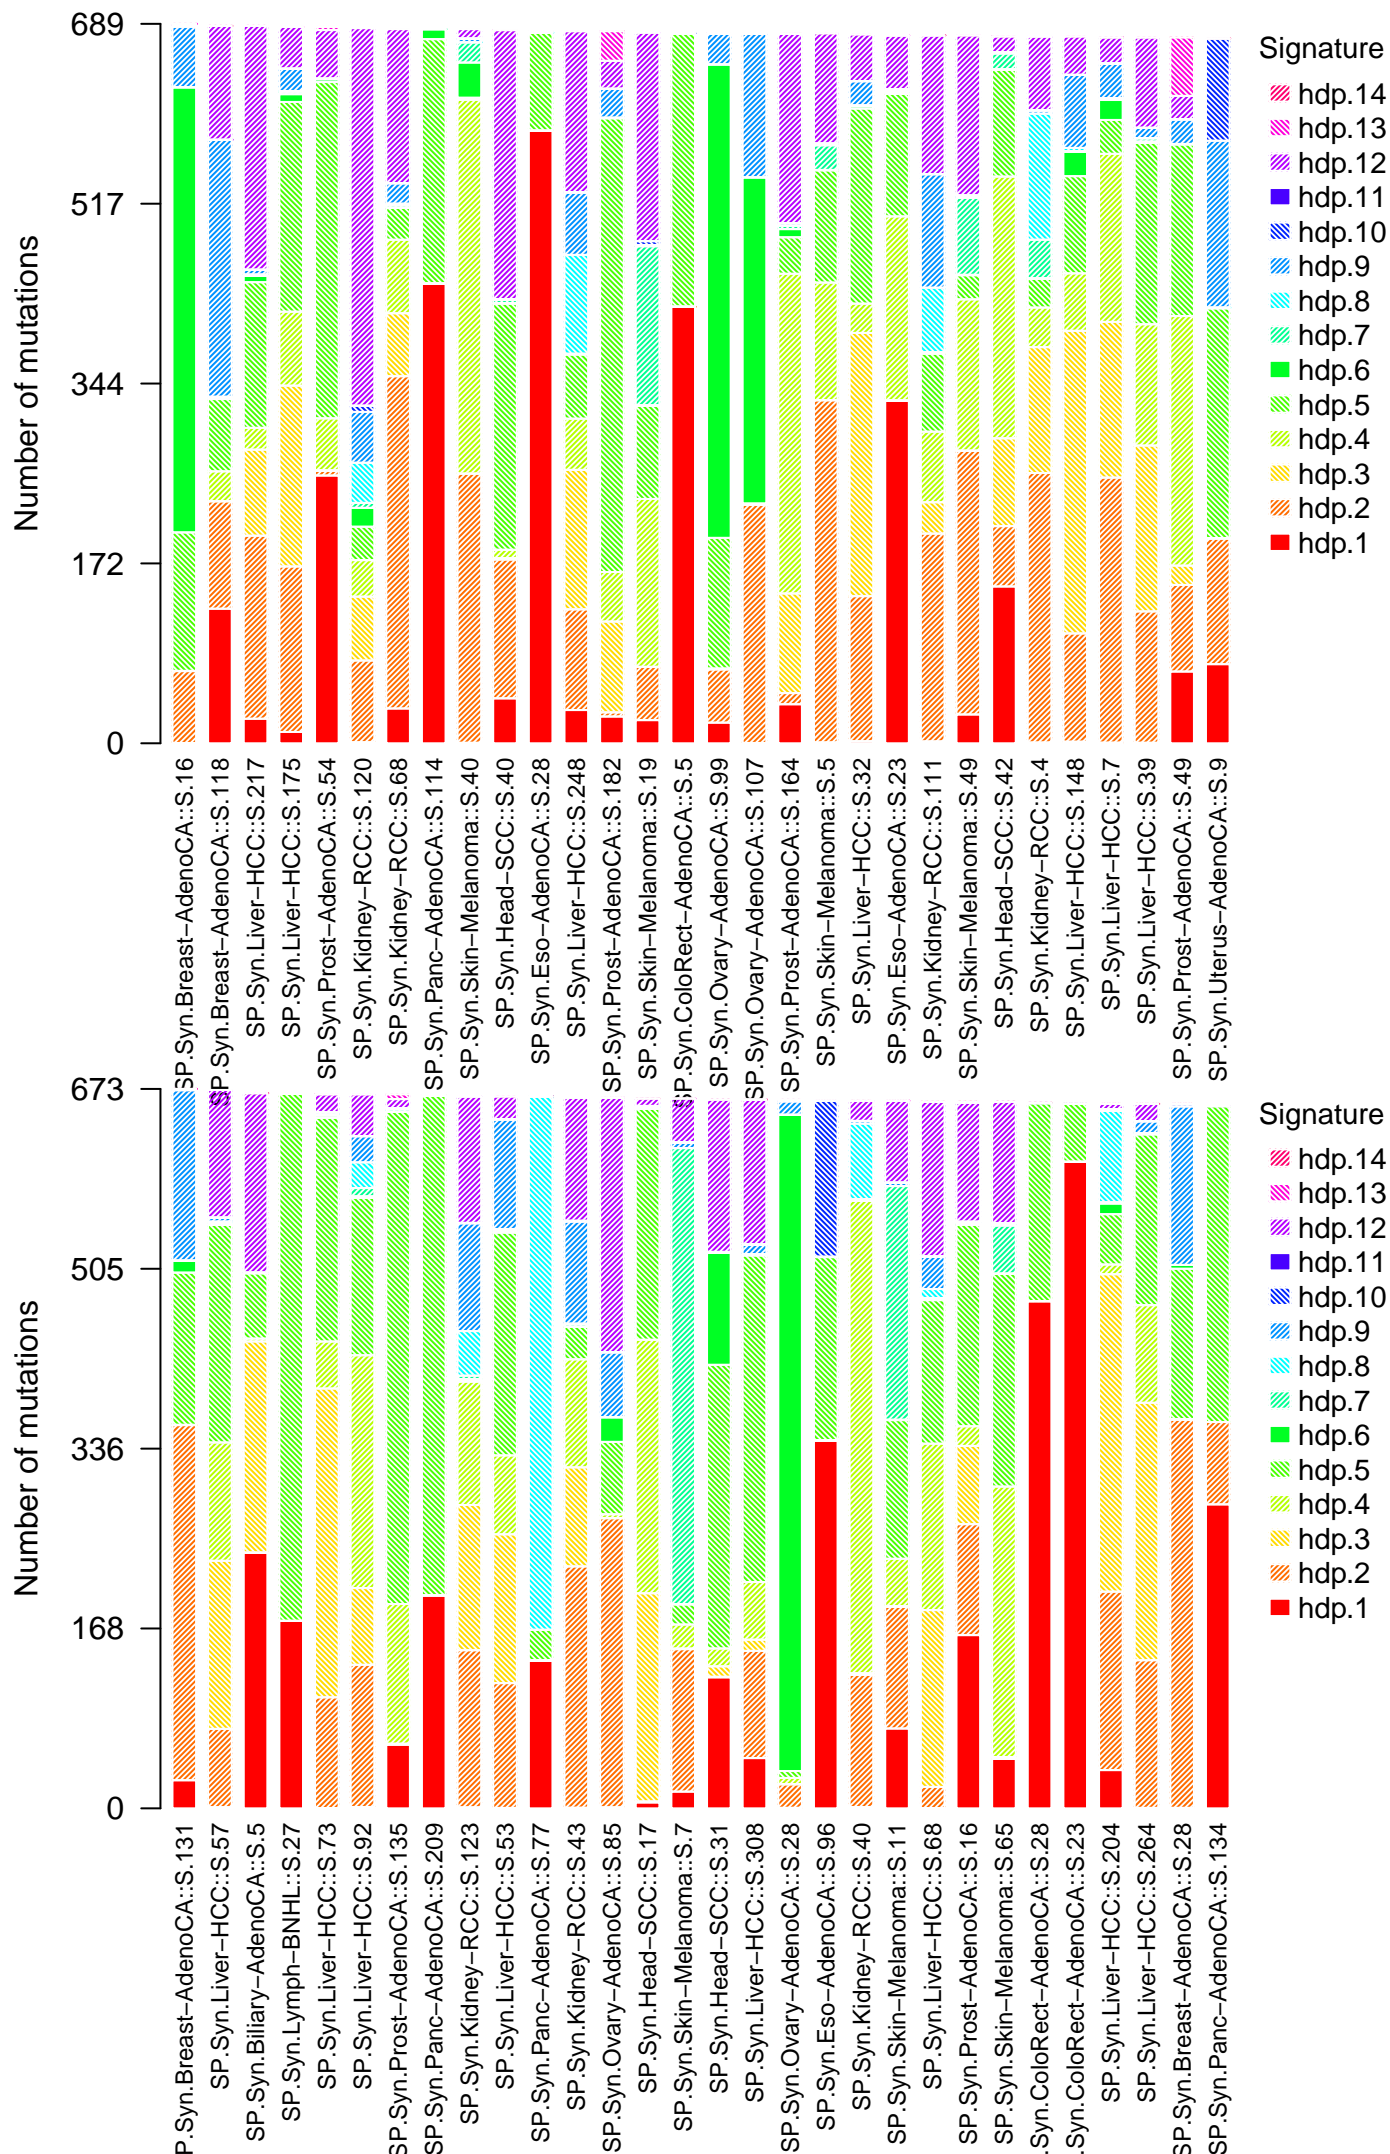 Number of mutations
689
517
344
172
0
Signature
hdp.14
hdp.13
hdp.12
hdp.11
hdp.10
hdp.9
hdp.8
hdp.7
hdp.6
hdp.5
hdp.4
hdp.3
hdp.2
hdp.1
SP.Syn.Breast−AdenoCA::S.16
SP.Syn.Breast−AdenoCA::S.118
SP.Syn.Liver−HCC::S.217
SP.Syn.Liver−HCC::S.175
SP.Syn.Prost−AdenoCA::S.54
SP.Syn.Kidney−RCC::S.120
SP.Syn.Kidney−RCC::S.68
SP.Syn.Panc−AdenoCA::S.114
SP.Syn.Skin−Melanoma::S.40
SP.Syn.Head−SCC::S.40
SP.Syn.Eso−AdenoCA::S.28
SP.Syn.Liver−HCC::S.248
SP.Syn.Prost−AdenoCA::S.182
SP.Syn.Skin−Melanoma::S.19
SP.Syn.ColoRect−AdenoCA::S.5
SP.Syn.Ovary−AdenoCA::S.99
SP.Syn.Ovary−AdenoCA::S.107
SP.Syn.Prost−AdenoCA::S.164
SP.Syn.Skin−Melanoma::S.5
SP.Syn.Liver−HCC::S.32
SP.Syn.Eso−AdenoCA::S.23
SP.Syn.Kidney−RCC::S.111
SP.Syn.Skin−Melanoma::S.49
SP.Syn.Head−SCC::S.42
SP.Syn.Kidney−RCC::S.4
SP.Syn.Liver−HCC::S.148
SP.Syn.Liver−HCC::S.7
SP.Syn.Liver−HCC::S.39
SP.Syn.Prost−AdenoCA::S.49
SP.Syn.Uterus−AdenoCA::S.9
Number of mutations
673
505
336
168
0
Signature
hdp.14
hdp.13
hdp.12
hdp.11
hdp.10
hdp.9
hdp.8
hdp.7
hdp.6
hdp.5
hdp.4
hdp.3
hdp.2
hdp.1
P.Syn.Breast−AdenoCA::S.131
SP.Syn.Liver−HCC::S.57
SP.Syn.Biliary−AdenoCA::S.5
SP.Syn.Lymph−BNHL::S.27
SP.Syn.Liver−HCC::S.73
SP.Syn.Liver−HCC::S.92
SP.Syn.Prost−AdenoCA::S.135
SP.Syn.Panc−AdenoCA::S.209
SP.Syn.Kidney−RCC::S.123
SP.Syn.Liver−HCC::S.53
SP.Syn.Panc−AdenoCA::S.77
SP.Syn.Kidney−RCC::S.43
SP.Syn.Ovary−AdenoCA::S.85
SP.Syn.Head−SCC::S.17
SP.Syn.Skin−Melanoma::S.7
SP.Syn.Head−SCC::S.31
SP.Syn.Liver−HCC::S.308
SP.Syn.Ovary−AdenoCA::S.28
SP.Syn.Eso−AdenoCA::S.96
SP.Syn.Kidney−RCC::S.40
SP.Syn.Skin−Melanoma::S.11
SP.Syn.Liver−HCC::S.68
SP.Syn.Prost−AdenoCA::S.16
SP.Syn.Skin−Melanoma::S.65
.Syn.ColoRect−AdenoCA::S.28
.Syn.ColoRect−AdenoCA::S.23
SP.Syn.Liver−HCC::S.204
SP.Syn.Liver−HCC::S.264
SP.Syn.Breast−AdenoCA::S.28
SP.Syn.Panc−AdenoCA::S.134